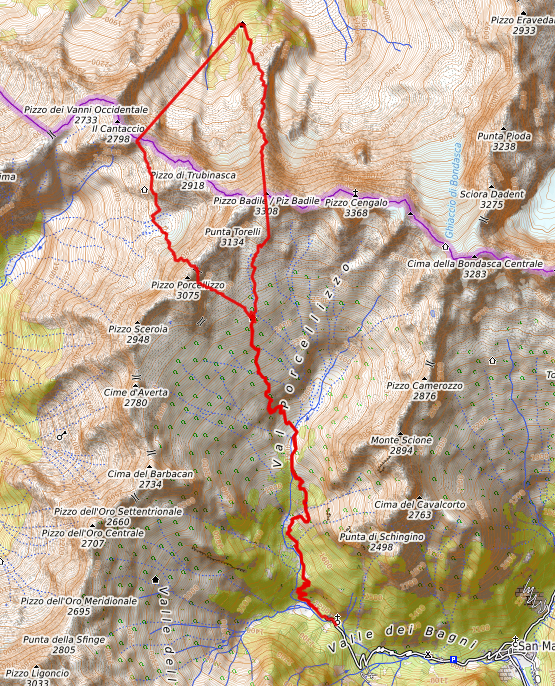 Pizzo Eraveda
2933
Pizzo dei Vanni Occidentale
2733
Il Cantaccio
2798
Punta Pioda
3238
Ghiaccio di Bondasca
ima
Pizzo di Trubinasca
2918
Sciora Dadent
3275
Pizzo Badile / Piz Badile
3308
Pizzo Cengalo
3368
Punta Torelli
3134
Cima della Bondasca Centrale
3283
Pizzo Porcellizzo
3075
Val Porcellizzo
Pizzo Sceroia
2948
Pizzo Camerozzo
2876
To
Cime d'Averta
2780
Monte Scione
2894
Cima del Barbacan
2734
Cima del Cavalcorto
2763
Pizzo dell'Oro Settentrionale
2660
Pizzo dell'Oro Centrale
2707
Punta di Schingino
2498
Pizzo dell'Oro Meridionale
2695
Valle dell
Punta della Sfinge
2805
Valle dei Bagni
San Ma
P
Pizzo Ligoncio
3033